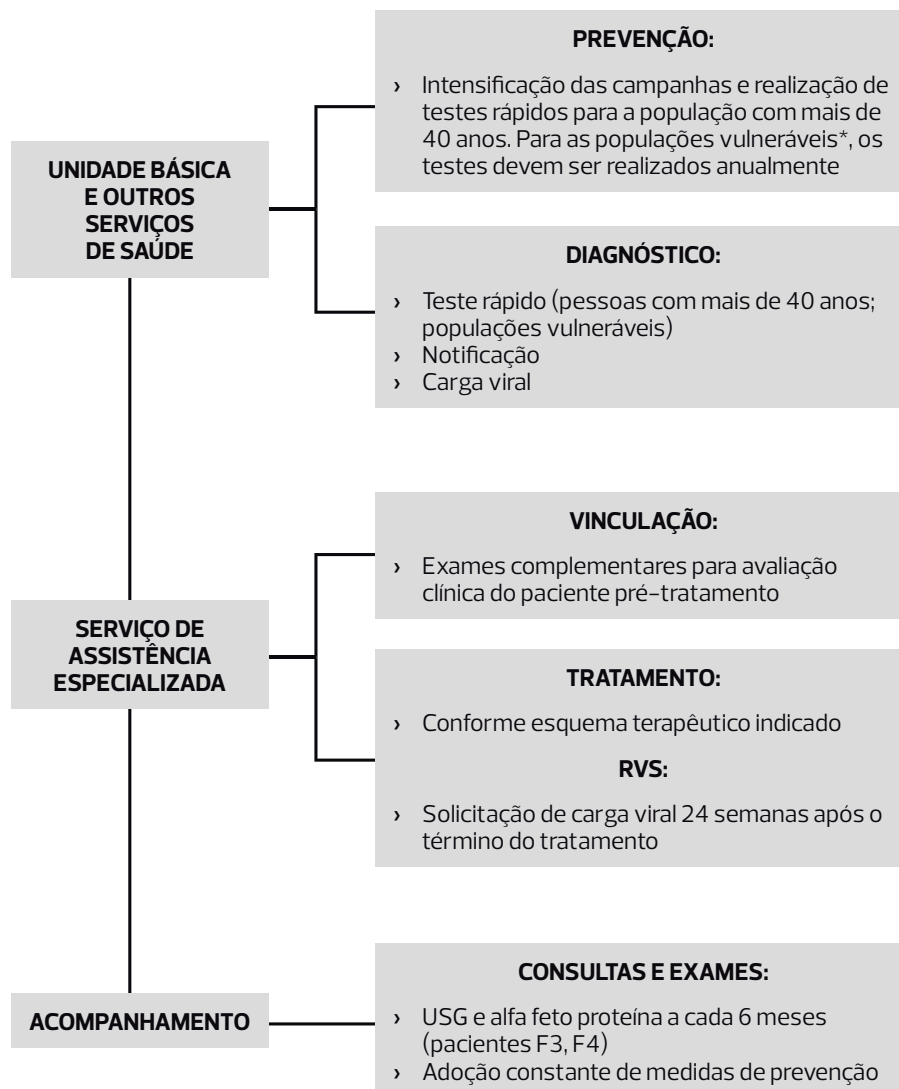 PREVENÇÃO:
› Intensificação das campanhas e realização de
testes rápidos para a população com mais de
40 anos. Para as populações vulneráveis*, os
testes devem ser realizados anualmente
UNIDADE BÁSICA
E OUTROS
SERVIÇOS
DE SAÚDE
DIAGNÓSTICO:
› Teste rápido (pessoas com mais de 40 anos;
populações vulneráveis)
› Notificação
› Carga viral
VINCULAÇÃO:
› Exames complementares para avaliação
clínica do paciente pré-tratamento
SERVIÇO DE
ASSISTÊNCIA
ESPECIALIZADA
TRATAMENTO:
› Conforme esquema terapêutico indicado
RVS:
› Solicitação de carga viral 24 semanas após o
término do tratamento
ACOMPANHAMENTO
CONSULTAS E EXAMES:
› USG e alfa feto proteína a cada 6 meses
(pacientes F3, F4)
› Adoção constante de medidas de prevenção